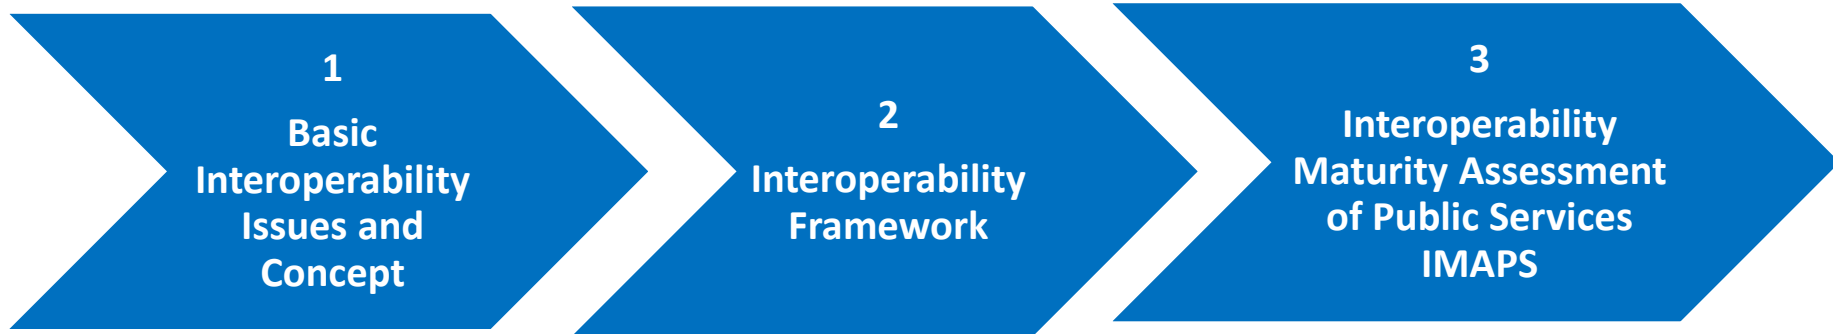 1
Basic
Interoperability
Issues and
Concept
2
Interoperability
Framework
3
Interoperability
Maturity Assessment
of Public Services
IMAPS